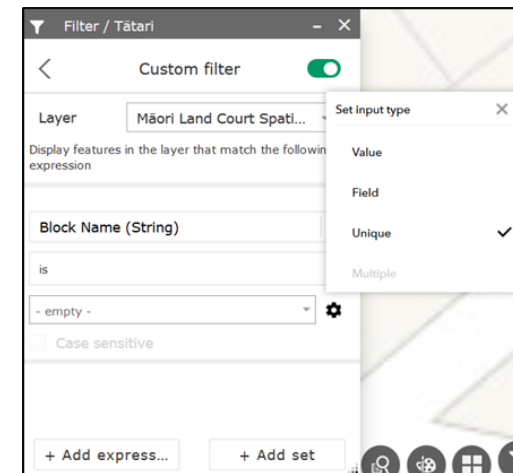 Filter / Tātari
Custom filter
Layer
Māori Land Court Spati...
Display features in the layer that match the followin
expression
Block Name (String)
is
- empty -
Case sensitive
+ Add express...
+ Add set
Set input type
Value
Field
Unique
Multiple